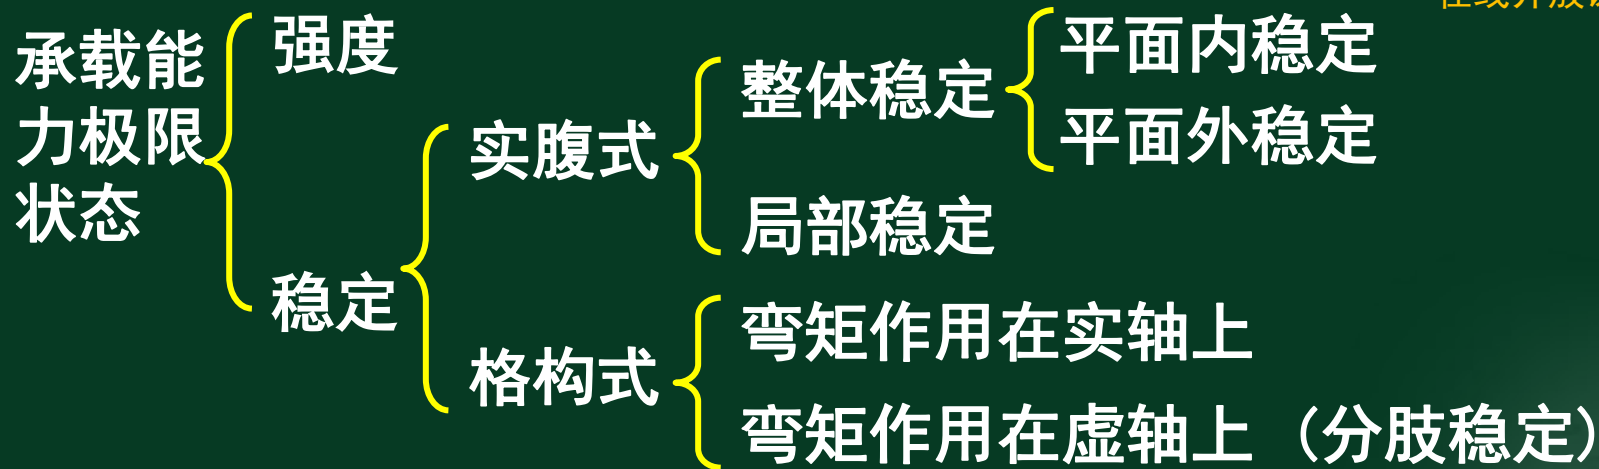 承载能
力极限
状态
强度
稳定
实腹式
格构式
整体稳定
局部稳定
平面内稳定
平面外稳定
弯矩作用在实轴上
弯矩作用在虚轴上（分肢稳定）